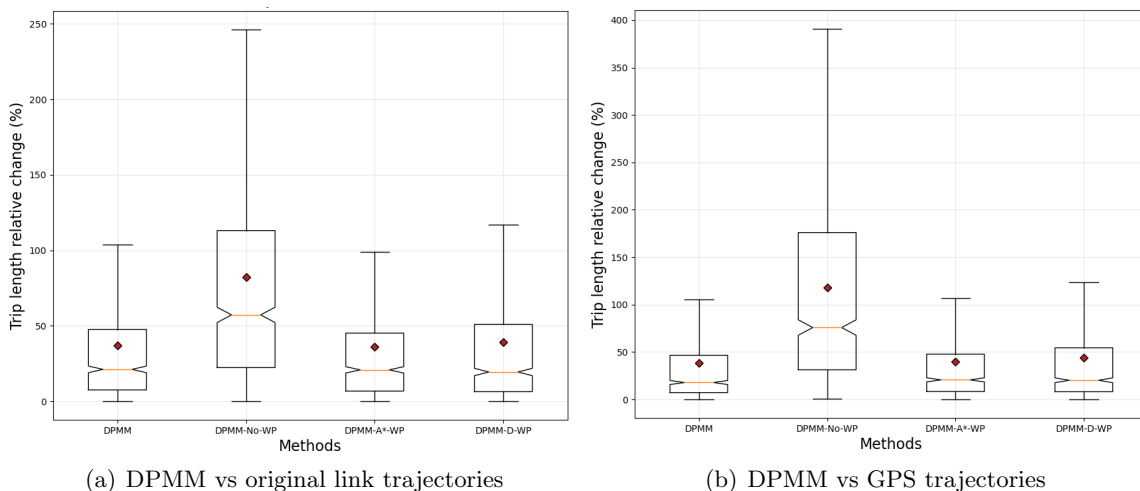 250
200
150
100
50
0
Trip length relative change (%)
DPMM
DPMM-No-WP
DPMM-A*-WP
DPMM-D-WP
Methods
(a) DPMM vs original link trajectories
400
350
300
250
200
150
100
50
0
Trip length relative change (%)
DPMM
DPMM-No-WP
DPMM-A*-WP
DPMM-D-WP
Methods
(b) DPMM vs GPS trajectories